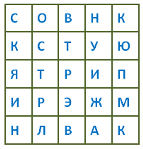 С О В Н К
К С Т У Ю
Я Т Р И П
И Р Э Ж М
Н Л В А К